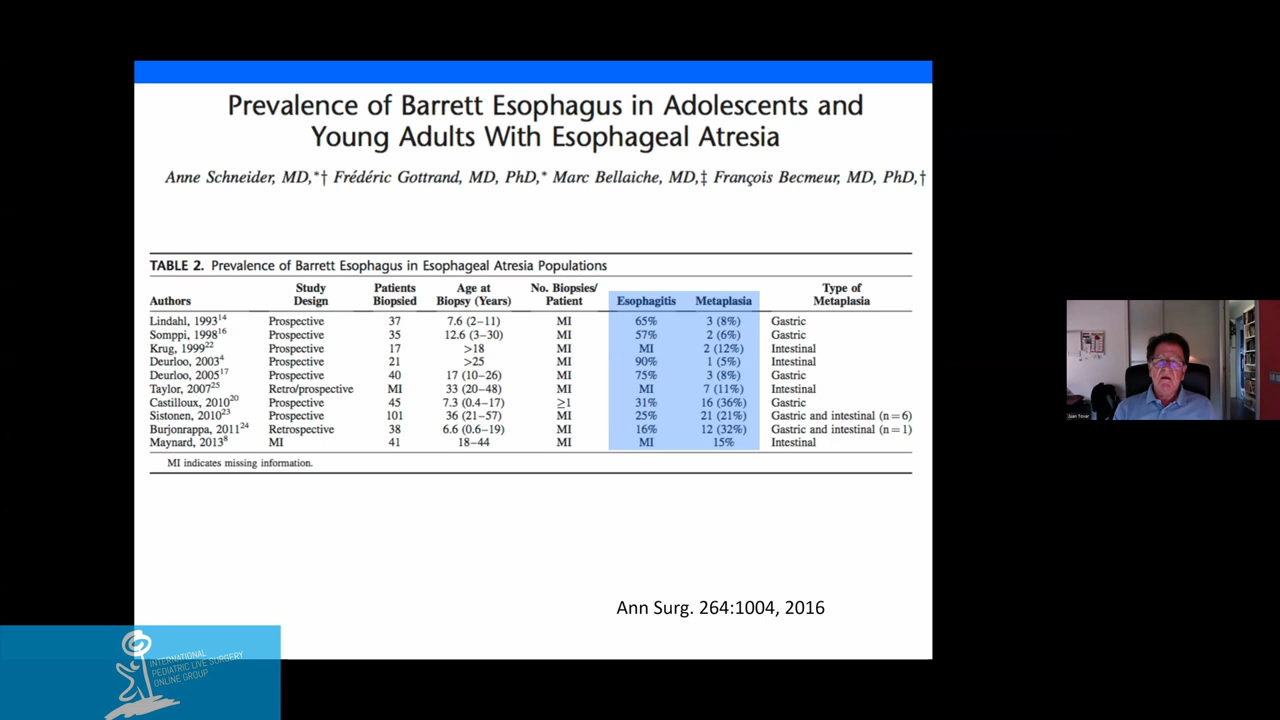 Prevalence of Barrett Esophagus in Adolescents and
Young Adults With Esophageal Atresia
Anne Schneider, MD,*† Frédéric Gottrand, MD, PhD,* Marc Bellaiche, MD,‡ François Becmeur, MD, PhD,†
TABLE 2. Prevalence of Barrett Esophagus in Esophageal Atresia Populations
Authors Study Design Patients Biopsied Age at Biopsy (Years) No. Biopsies/ Patient Esophagitis Metaplasia Type of Metaplasia
Lindahl, 1993¹⁴ Prospective 37 7.6 (2–11) MI 65% 3 (8%) Gastric
Somppi, 1998¹⁶ Prospective 35 12.6 (3–30) MI 57% 2 (6%) Gastric
Krug, 1999²² Prospective 17 >18 MI MI 2 (12%) Intestinal
Deurloo, 2003⁴ Prospective 21 >25 MI 90% 1 (5%) Intestinal
Deurloo, 2005¹⁷ Prospective 40 17 (10–26) MI 75% 3 (8%) Gastric
Taylor, 2007²⁵ Retro/prospective MI 33 (20–48) MI MI 7 (11%) Intestinal
Castilloux, 2010²⁰ Prospective 45 7.3 (0.4–17) ≥1 31% 16 (36%) Gastric
Sistonen, 2010²³ Prospective 101 36 (21–57) MI 25% 21 (21%) Gastric and intestinal (n=6)
Burjonrappa, 2011²⁴ Retrospective 38 6.6 (0.6–19) MI 16% 12 (32%) Gastric and intestinal (n=1)
Maynard, 2013⁸ MI 41 18–44 MI MI 15% Intestinal
MI indicates missing information.
Ann Surg. 264:1004, 2016
Juan Tovar
INTERNATIONAL
PEDIATRIC LIVE SURGERY
ONLINE GROUP